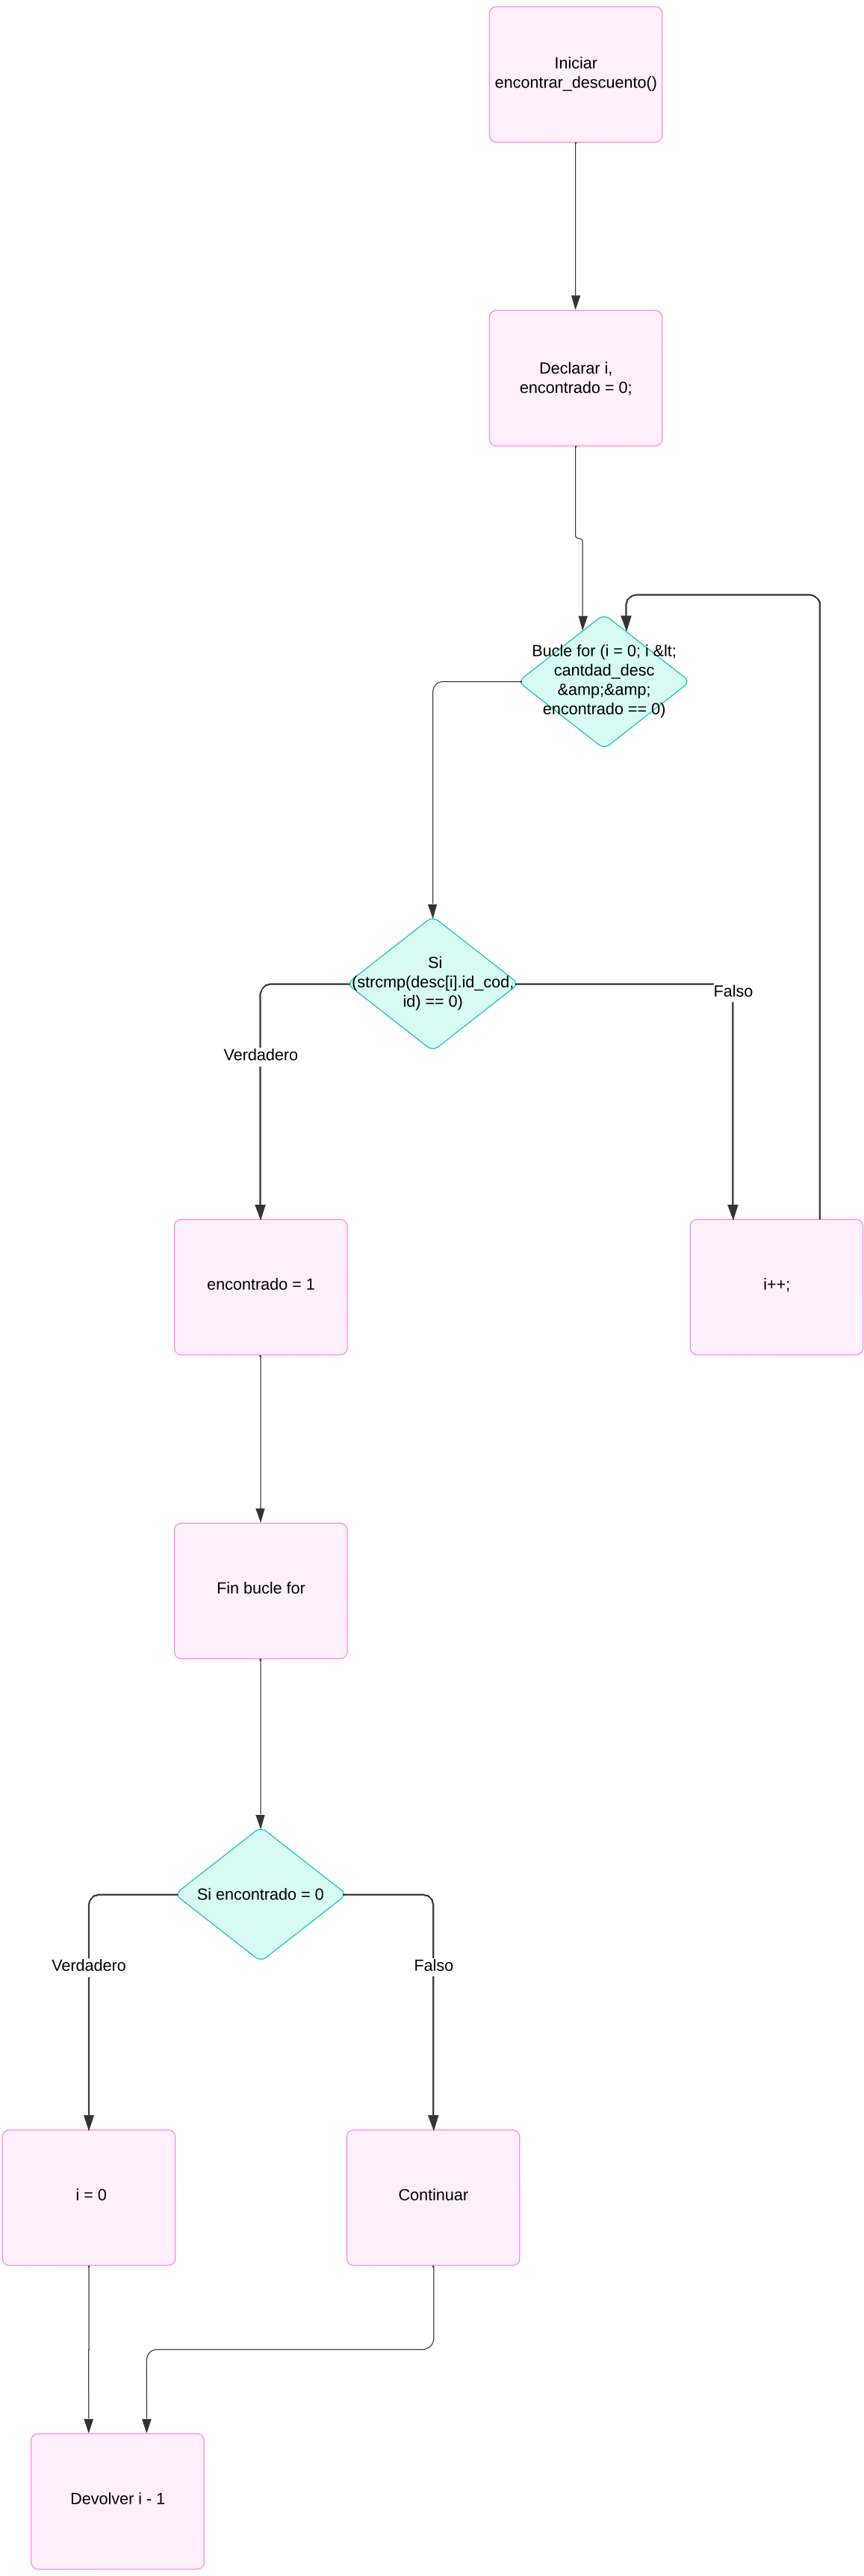 Iniciar
encontrar_descuento()
Declarar i,
encontrado = 0;
Bucle for (i = 0; i &lt;
cantdad_desc
&amp;&amp;
encontrado == 0)
Si
(strcmp(desc[i].id_cod,
id) == 0)
Falso
Verdadero
encontrado = 1
i++;
Fin bucle for
Si encontrado = 0
Verdadero
Falso
i = 0
Continuar
Devolver i - 1